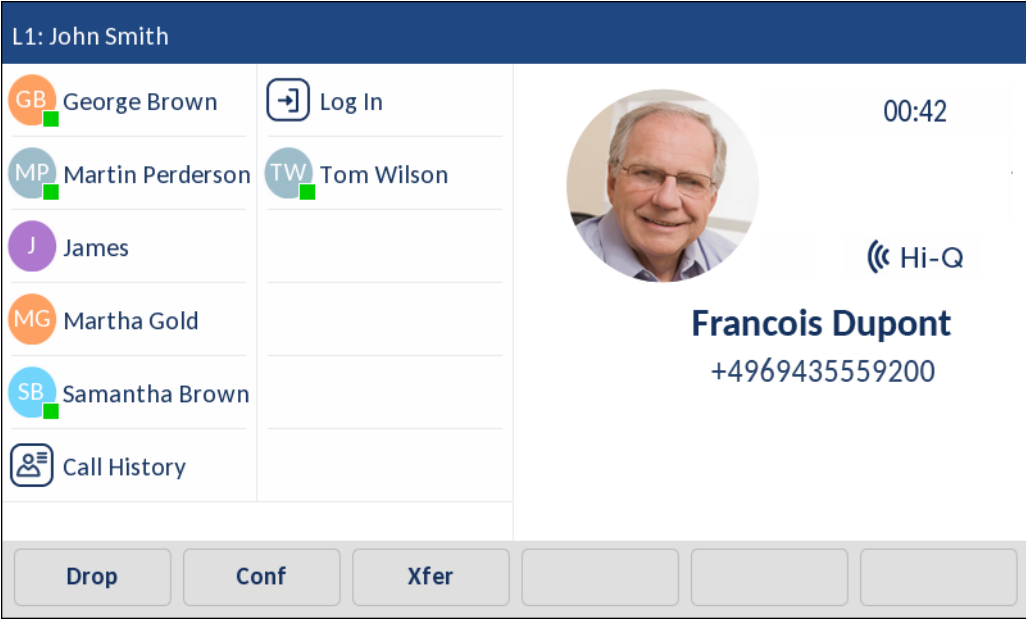 L1: John Smith
GB George Brown
MP Martin Perderson
J James
MG Martha Gold
SB Samantha Brown
Call History
Log In
TW Tom Wilson
00:42
Hi-Q
Francois Dupont
+4969435559200
Drop Conf Xfer